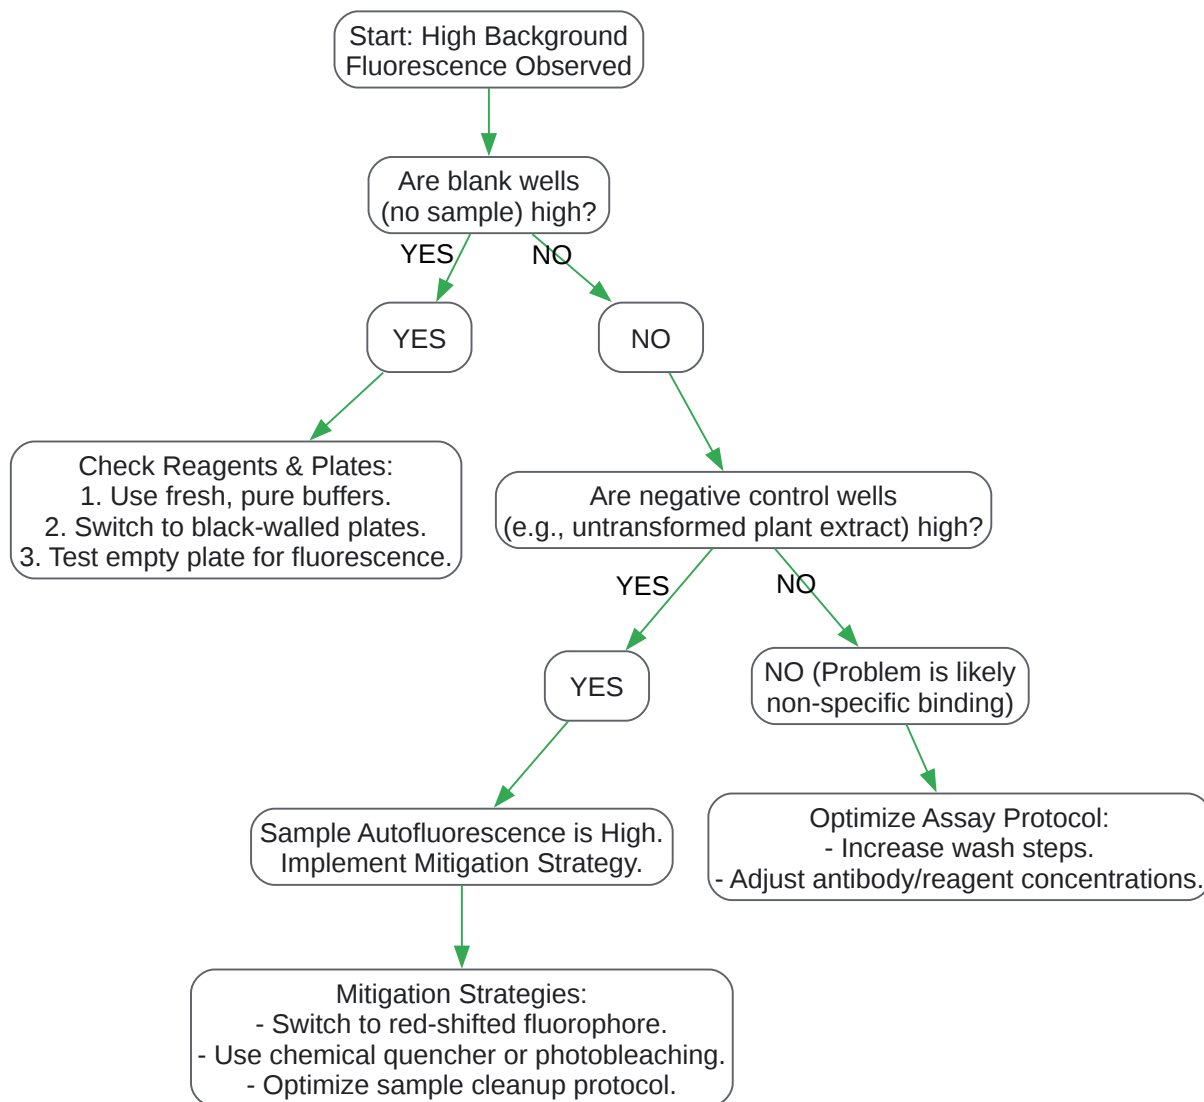 Start: High Background
Fluorescence Observed
Are blank wells
(no sample) high?
YES
NO
YES
NO
Check Reagents & Plates:
1. Use fresh, pure buffers.
2. Switch to black-walled plates.
3. Test empty plate for fluorescence.
Are negative control wells
(e.g., untransformed plant extract) high?
YES
NO
YES
NO (Problem is likely
non-specific binding)
Sample Autofluorescence is High.
Implement Mitigation Strategy.
Optimize Assay Protocol:
- Increase wash steps.
- Adjust antibody/reagent concentrations.
Mitigation Strategies:
- Switch to red-shifted fluorophore.
- Use chemical quencher or photobleaching.
- Optimize sample cleanup protocol.